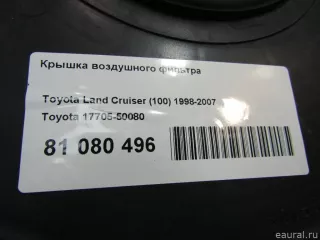 Крышка воздушного фильтра
Toyota Land Cruiser (100) 1998-2007
Toyota 17705-50080
81 080 496
eaural.ru